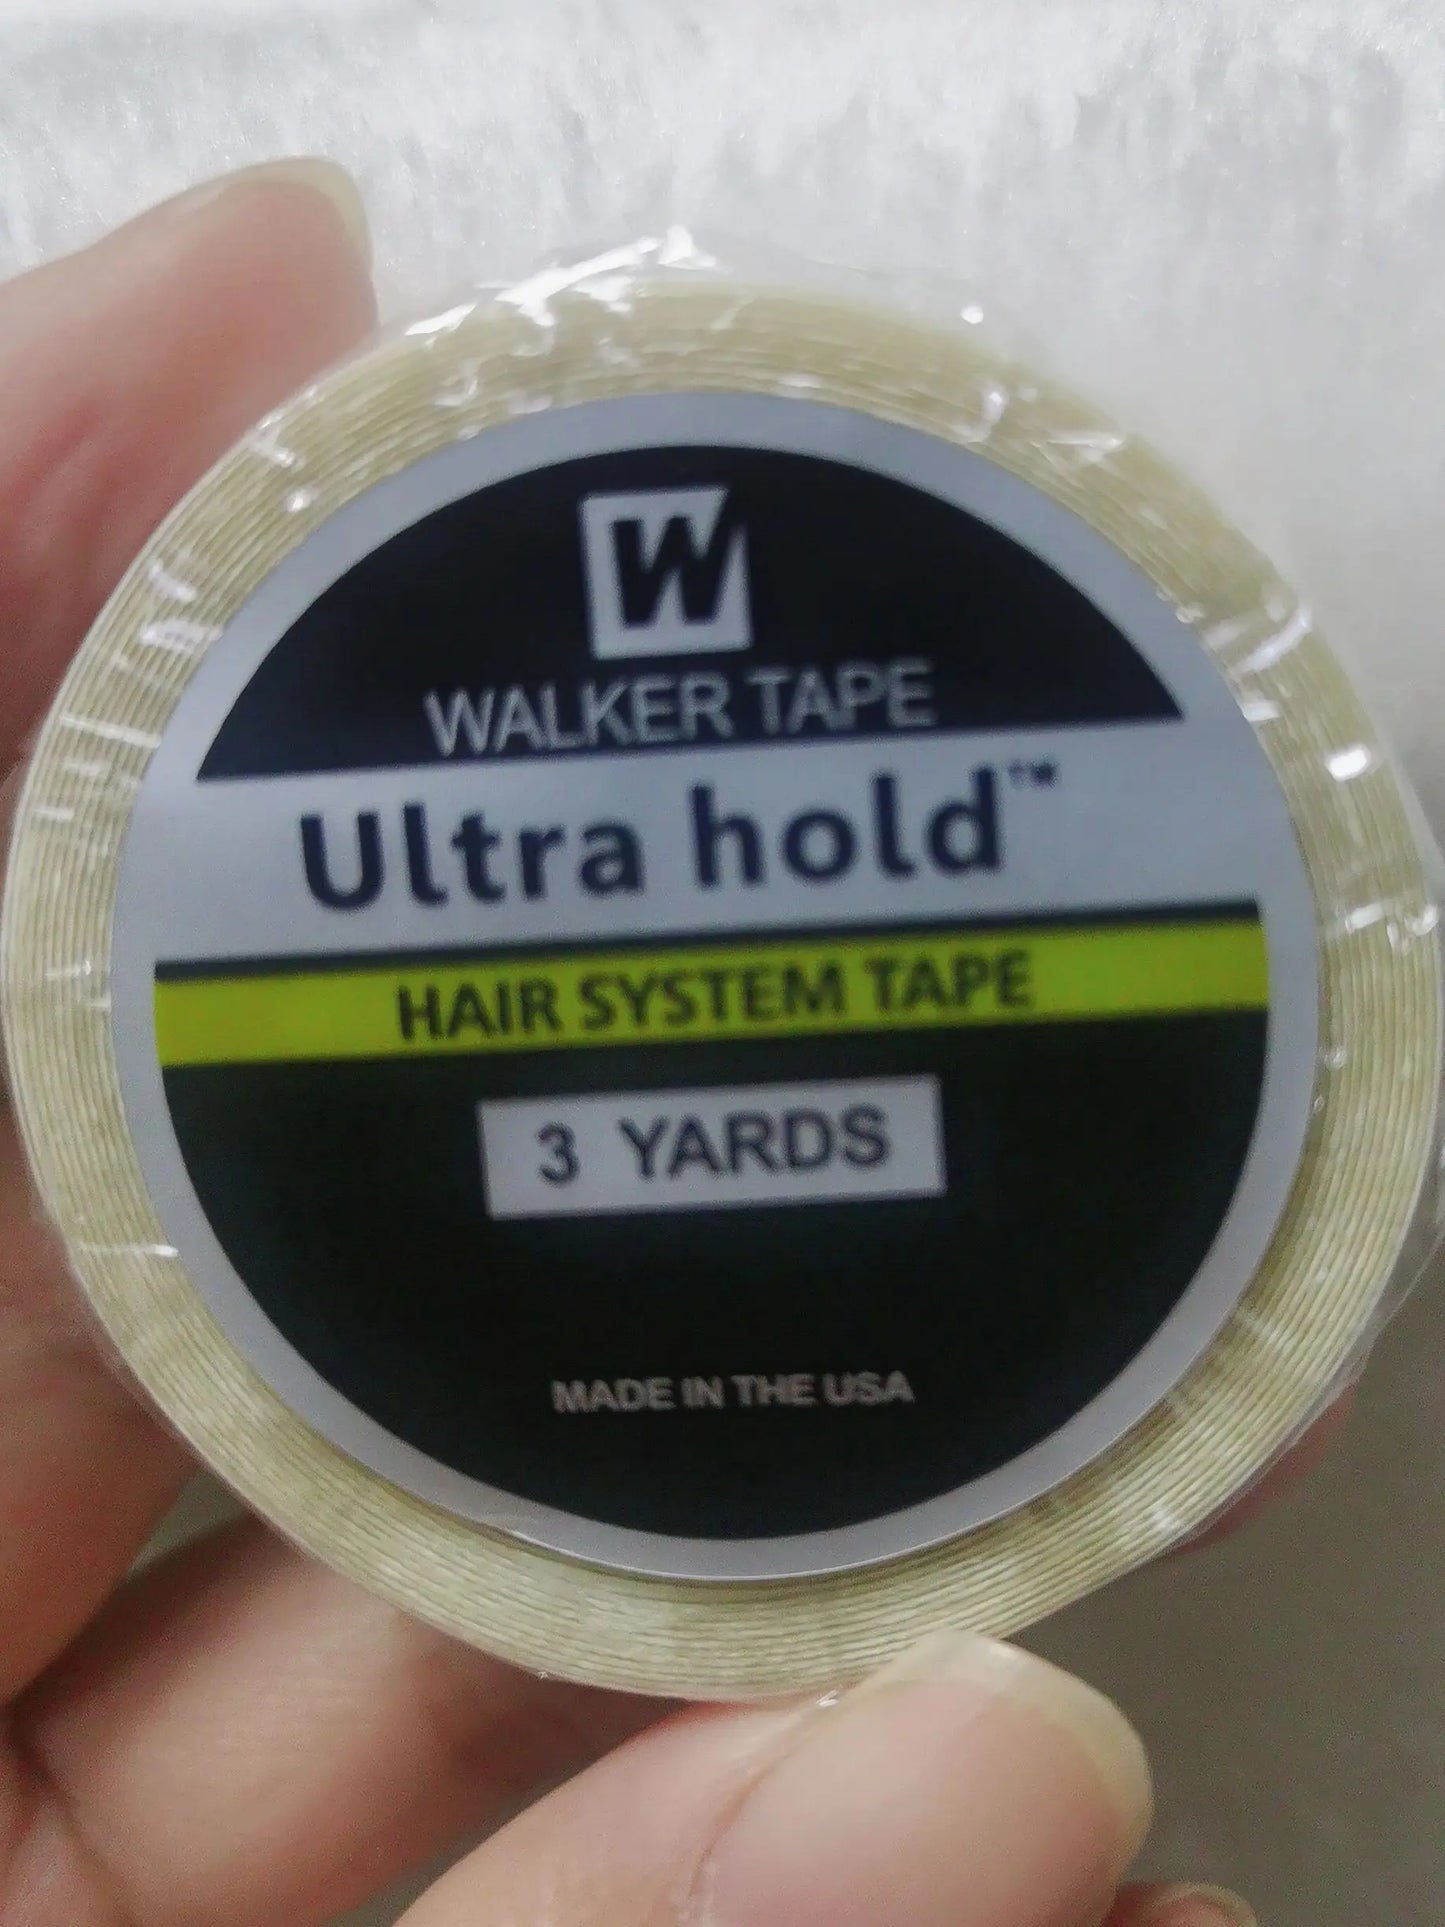 W
WALKER TAPE
Ultra hold™
HAIR SYSTEM TAPE
3 YARDS
MADE IN THE USA